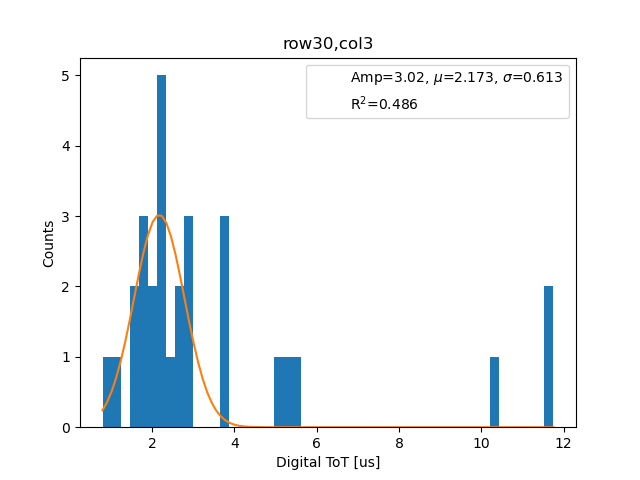 row30,col3
Amp=3.02, μ=2.173, σ=0.613
R²=0.486
Counts
5
4
3
2
1
0
2 4 6 8 10 12
Digital ToT [us]